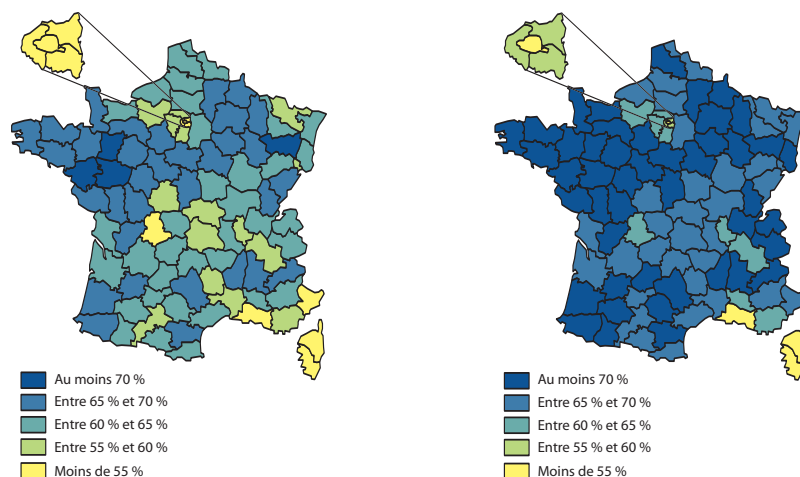 Au moins 70 %
Entre 65 % et 70 %
Entre 60 % et 65 %
Entre 55 % et 60 %
Moins de 55 %
Au moins 70 %
Entre 65 % et 70 %
Entre 60 % et 65 %
Entre 55 % et 60 %
Moins de 55 %